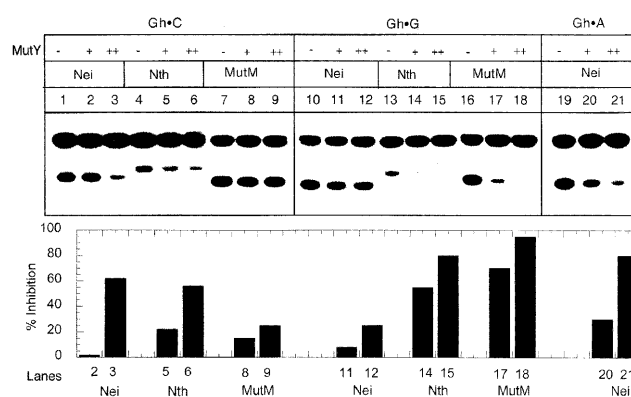 Gh•C Gh•G Gh•A
MutY - + ++ - + ++ - + ++ - + ++ - + ++ - + ++ - + ++
Nei Nth MutM Nei Nth MutM Nei
1 2 3 4 5 6 7 8 9 10 11 12 13 14 15 16 17 18 19 20 21
100
80
60
40
20
0
% Inhibition
Lanes 2 3 5 6 8 9 11 12 14 15 17 18 20 21
Nei Nth MutM Nei Nth MutM Nei